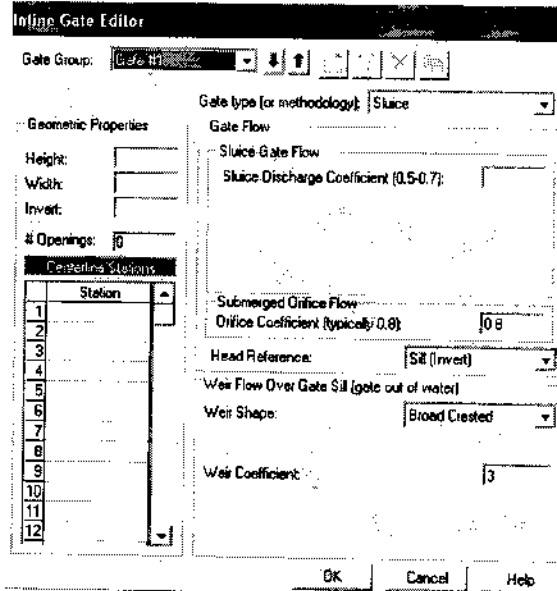 Inline Gate Editor
Gate Group: Gate #1
Gate type (or methodology): Sluice
Geometric Properties
Height:
Width:
Invert:
# Openings: 0
Centerline Stations
Station
1
2
3
4
5
6
7
8
9
10
11
12
Gate Flow
Sluice Gate Flow
Sluice Discharge Coefficient (0.5-0.7):
Submerged Orifice Flow
Orifice Coefficient (typically 0.8): 0.8
Head Reference: Sill (Invert)
Weir Flow Over Gate Sill (gate out of water)
Weir Shape: Broad Crested
Weir Coefficient: 3
OK Cancel Help